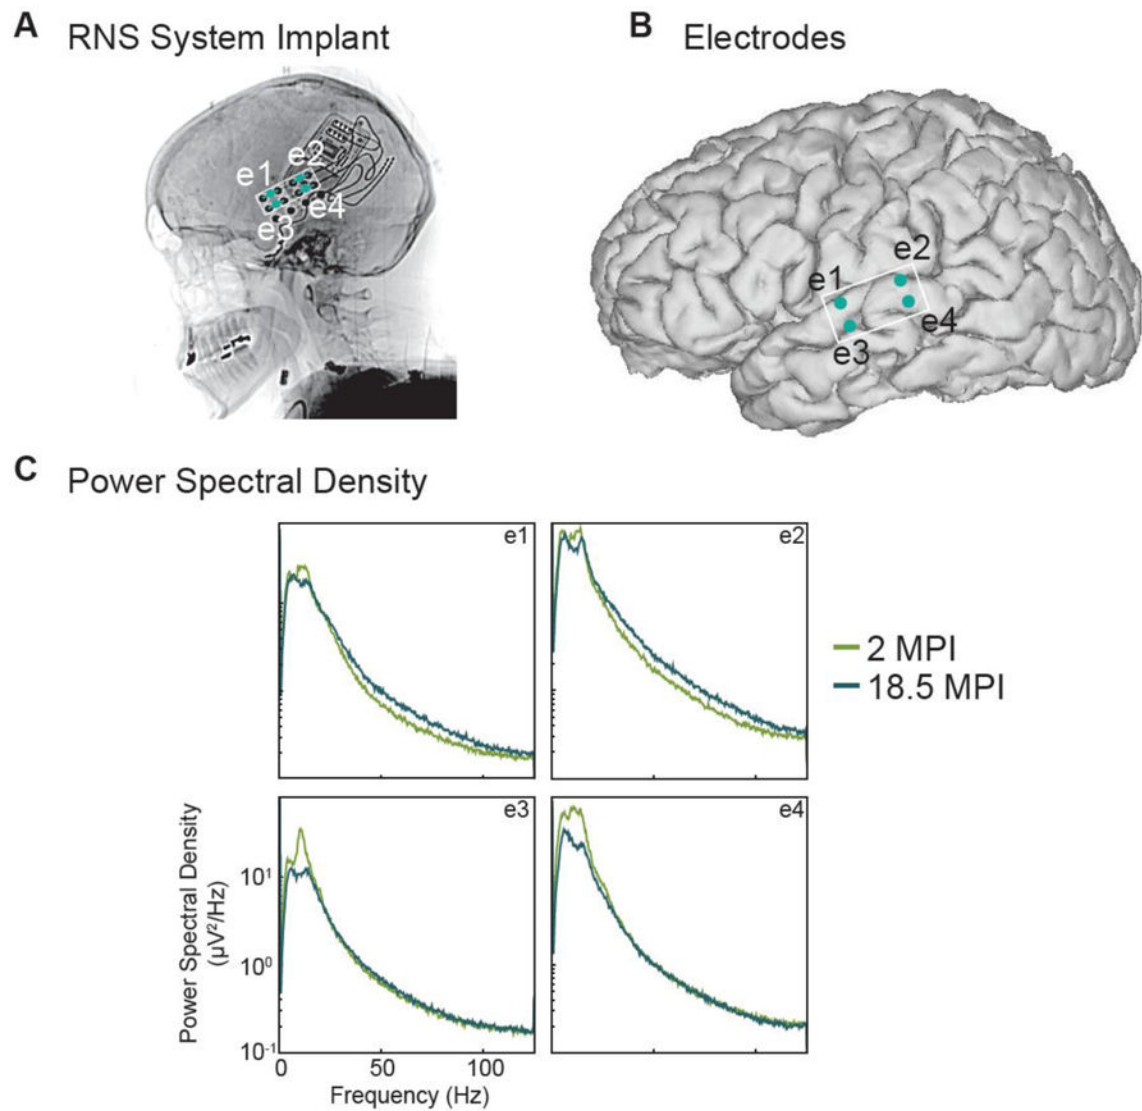 A RNS System Implant
e1
e2
e3
e4
B Electrodes
e1
e2
e3
e4
C Power Spectral Density
e1
e2
2 MPI
18.5 MPI
e3
e4
Power Spectral Density
(µV²/Hz)
10¹
10⁰
10⁻¹
0 50 100
Frequency (Hz)